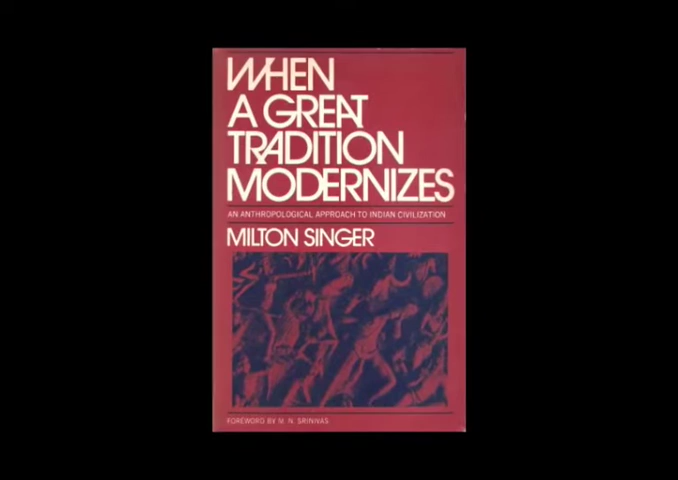 WHEN
A GREAT
TRADITION
MODERNIZES
AN ANTHROPOLOGICAL APPROACH TO INDIAN CIVILIZATION
MILTON SINGER
FOREWORD BY M. N. SRINIVAS